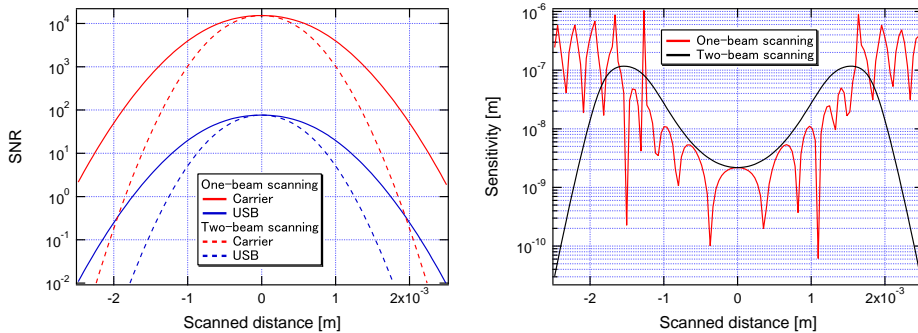 SNR
10^4
10^3
10^2
10^1
10^0
10^-1
10^-2
One-beam scanning
Carrier
USB
Two-beam scanning
Carrier
USB
-2
-1
0
1
2x10^-3
Scanned distance [m]
Sensitivity [m]
10^-6
10^-7
10^-8
10^-9
10^-10
One-beam scanning
Two-beam scanning
-2
-1
0
1
2x10^-3
Scanned distance [m]